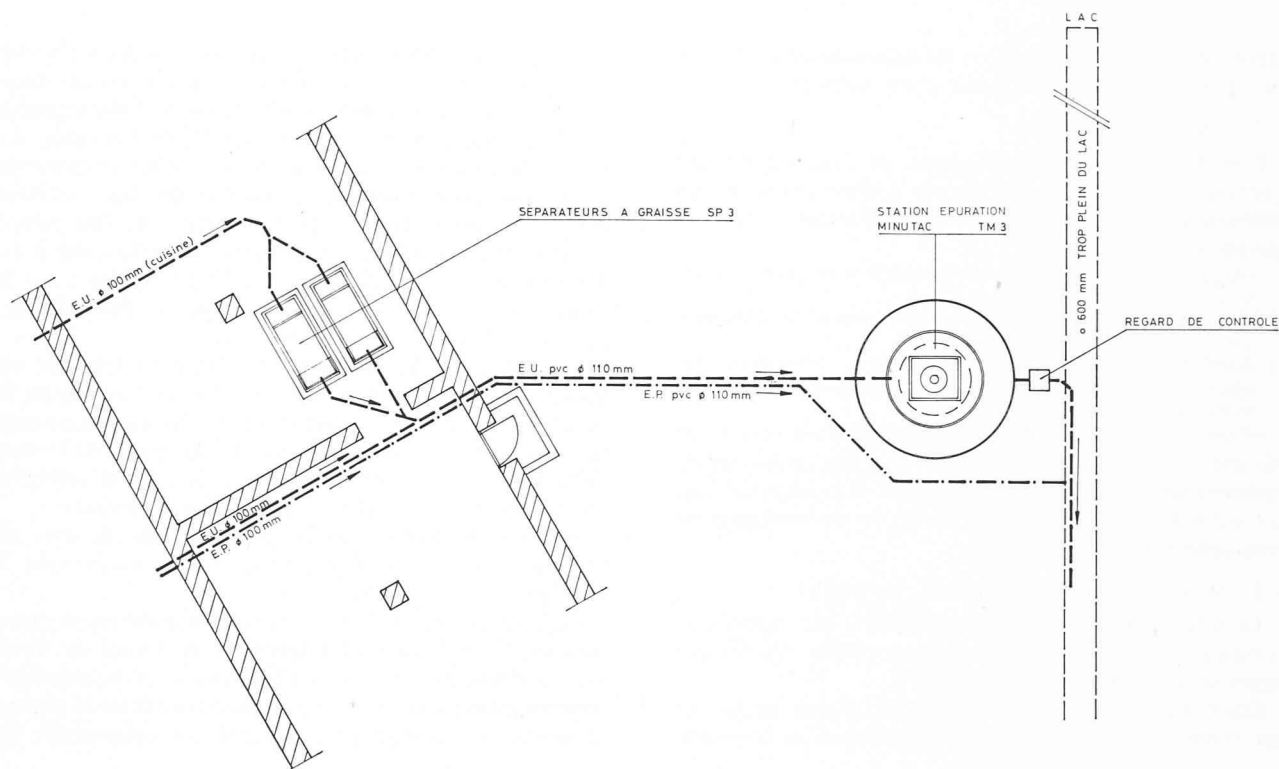 L A C
ø 600 mm TROP PLEIN DU LAC
SEPARATEURS A GRAISSE SP 3
STATION EPURATION
MINUTAC TM 3
E.U. ø 100 mm (cuisine)
REGARD DE CONTROLE
E.U. pvc ø 110 mm
E.P. pvc ø 110 mm
E.U. ø 100 mm
E.P. ø 100 mm